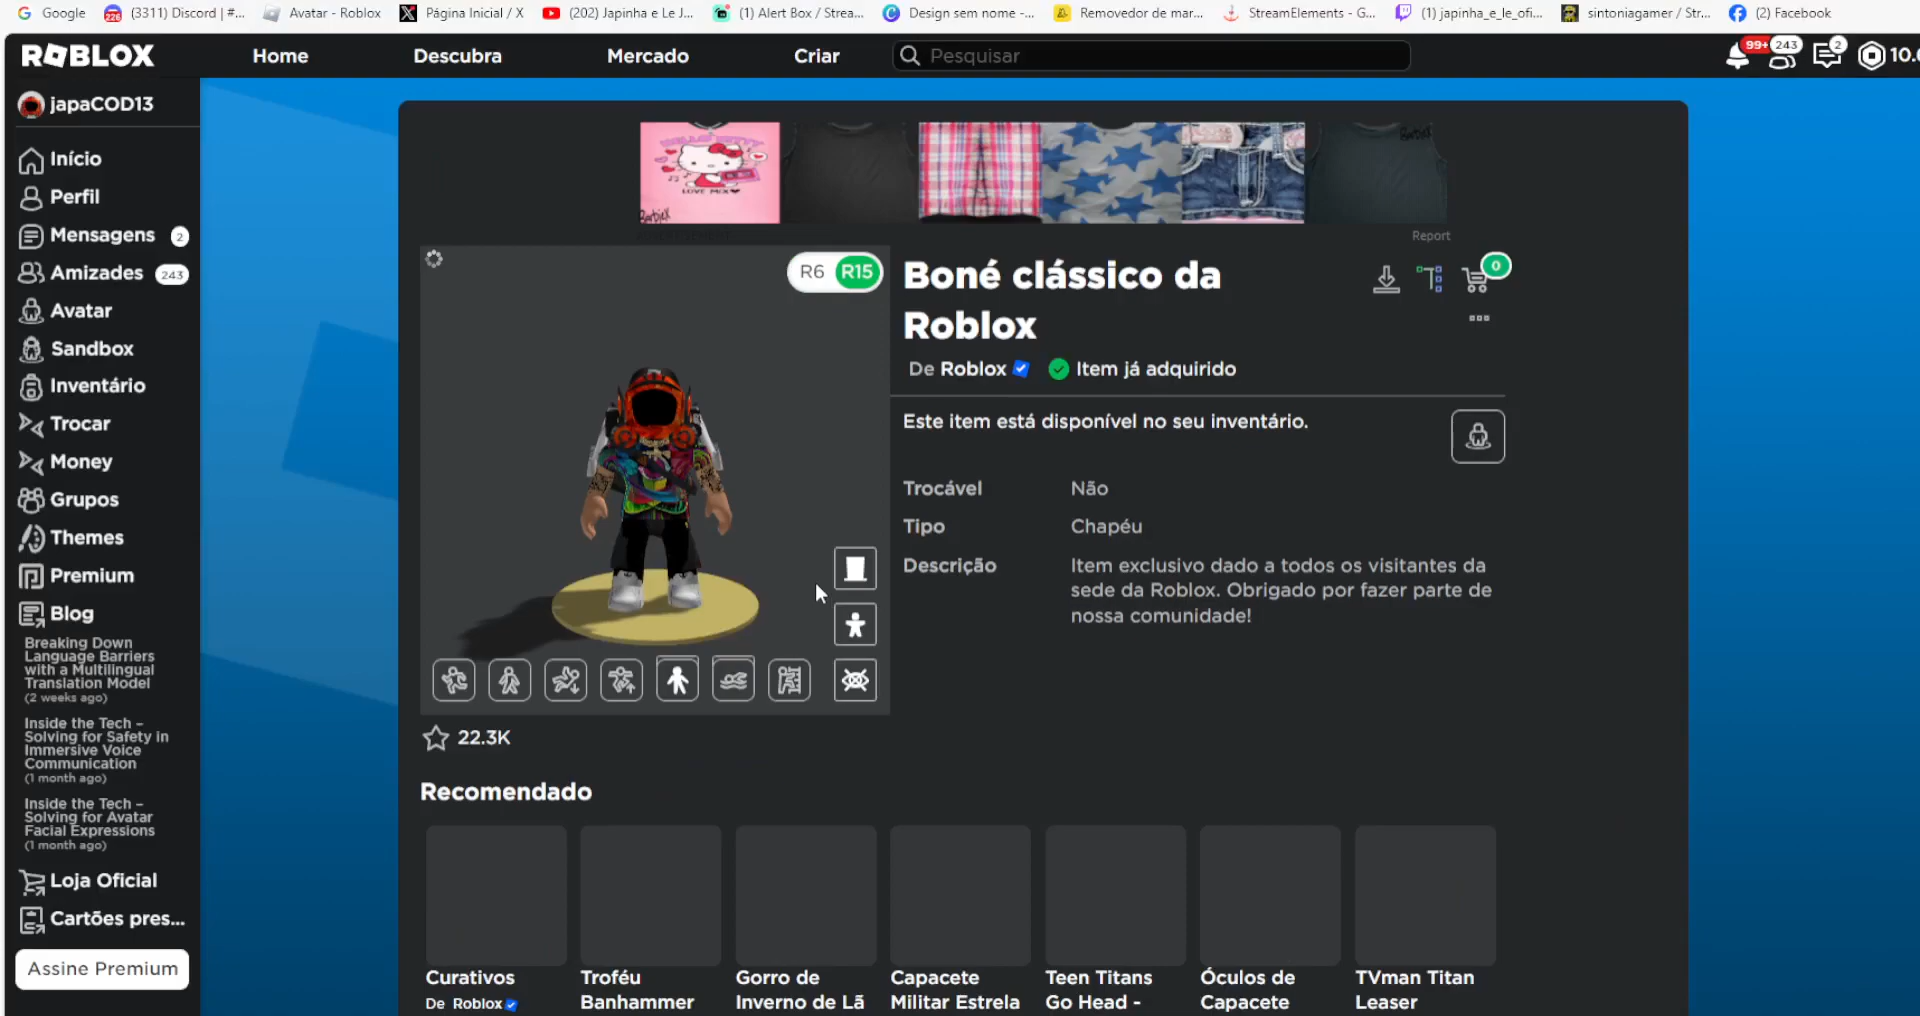 Google
(3311) Discord | #...
226
Avatar - Roblox
Página Inicial / X
(202) Japinha e Le J...
(1) Alert Box / Strea...
Design sem nome -...
Removedor de mar...
StreamElements - G...
(1) japinha_e_le_ofi...
sintoniagamer / Str...
(2) Facebook
ROBLOX
Home
Descubra
Mercado
Criar
Pesquisar
99+
243
2
japaCOD13
Início
Perfil
Mensagens 2
Amizades 243
Avatar
Sandbox
Inventário
Trocar
Money
Grupos
Themes
Premium
Blog
Breaking Down
Language Barriers
with a Multilingual
Translation Model
(2 weeks ago)
Inside the Tech –
Solving for Safety in
Immersive Voice
Communication
(1 month ago)
Inside the Tech –
Solving for Avatar
Facial Expressions
(1 month ago)
Loja Oficial
Cartões pres...
Assine Premium
LOVE MIX
Report
R6 R15
Boné clássico da
Roblox
0
De Roblox Item já adquirido
Este item está disponível no seu inventário.
Trocável Não
Tipo Chapéu
Descrição Item exclusivo dado a todos os visitantes da
sede da Roblox. Obrigado por fazer parte de
nossa comunidade!
22.3K
Recomendado
Curativos
De Roblox
Troféu
Banhammer
Gorro de
Inverno de Lã
Capacete
Militar Estrela
Teen Titans
Go Head -
Óculos de
Capacete
TVman Titan
Leaser